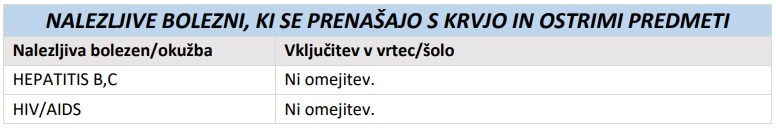 NALEZLJIVE BOLEZNI, KI SE PRENAŠAJO S KRVJO IN OSTRIMI PREDMETI
Nalezljiva bolezen/okužba Vključitev v vrtec/šolo
HEPATITIS B,C Ni omejitev.
HIV/AIDS Ni omejitev.